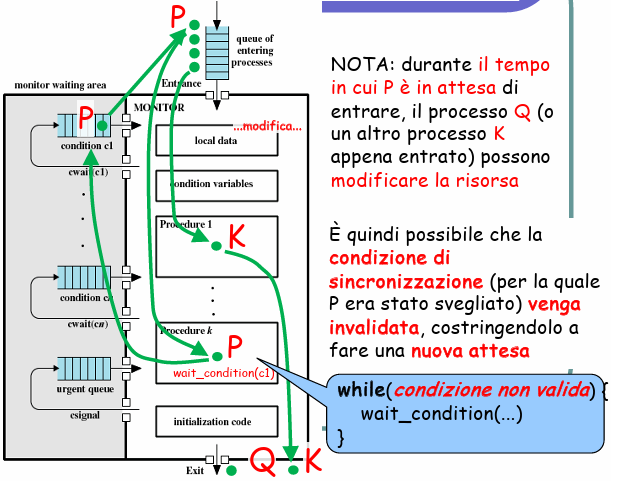 P
queue of
entering
processes
Entrance
monitor waiting area
MONITOR
P
...modifica...
condition c1
local data
cwait(c1)
condition variables
Procedure 1
K
condition cn
cwait(cn)
Procedure k
P
wait_condition(c1)
urgent queue
csignal
initialization code
Exit
Q
K
NOTA: durante il tempo
in cui P è in attesa di
entrare, il processo Q (o
un altro processo K
appena entrato) possono
modificare la risorsa
È quindi possibile che la
condizione di
sincronizzazione (per la quale
P era stato svegliato) venga
invalidata, costringendolo a
fare una nuova attesa
while(condizione non valida) {
wait_condition(...)
}